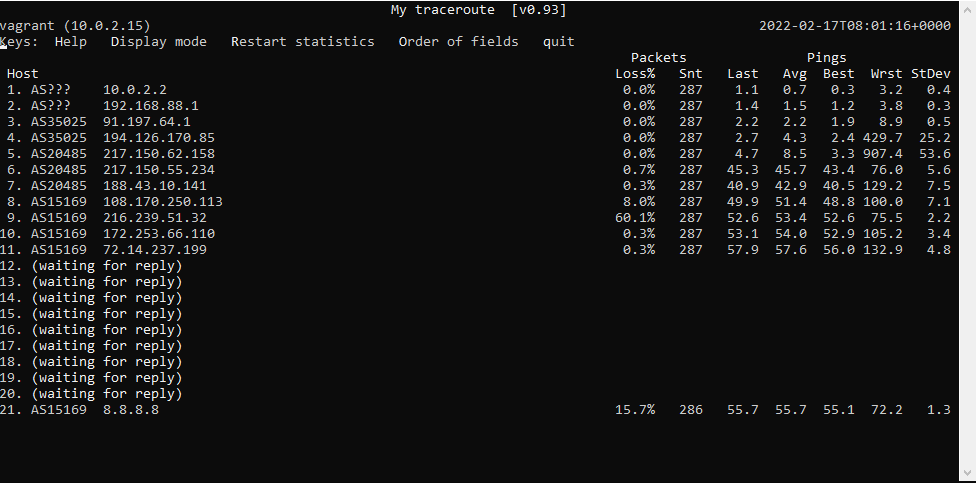 My traceroute [v0.93]
vagrant (10.0.2.15) 2022-02-17T08:01:16+0000
Keys: Help Display mode Restart statistics Order of fields quit
Packets Pings
Host Loss% Snt Last Avg Best Wrst StDev
1. AS??? 10.0.2.2 0.0% 287 1.1 0.7 0.3 3.2 0.4
2. AS??? 192.168.88.1 0.0% 287 1.4 1.5 1.2 3.8 0.3
3. AS35025 91.197.64.1 0.0% 287 2.2 2.2 1.9 8.9 0.5
4. AS35025 194.126.170.85 0.0% 287 2.7 4.3 2.4 429.7 25.2
5. AS20485 217.150.62.158 0.0% 287 4.7 8.5 3.3 907.4 53.6
6. AS20485 217.150.55.234 0.7% 287 45.3 45.7 43.4 76.0 5.6
7. AS20485 188.43.10.141 0.3% 287 40.9 42.9 40.5 129.2 7.5
8. AS15169 108.170.250.113 8.0% 287 49.9 51.4 48.8 100.0 7.1
9. AS15169 216.239.51.32 60.1% 287 52.6 53.4 52.6 75.5 2.2
10. AS15169 172.253.66.110 0.3% 287 53.1 54.0 52.9 105.2 3.4
11. AS15169 72.14.237.199 0.3% 287 57.9 57.6 56.0 132.9 4.8
12. (waiting for reply)
13. (waiting for reply)
14. (waiting for reply)
15. (waiting for reply)
16. (waiting for reply)
17. (waiting for reply)
18. (waiting for reply)
19. (waiting for reply)
20. (waiting for reply)
21. AS15169 8.8.8.8 15.7% 286 55.7 55.7 55.1 72.2 1.3